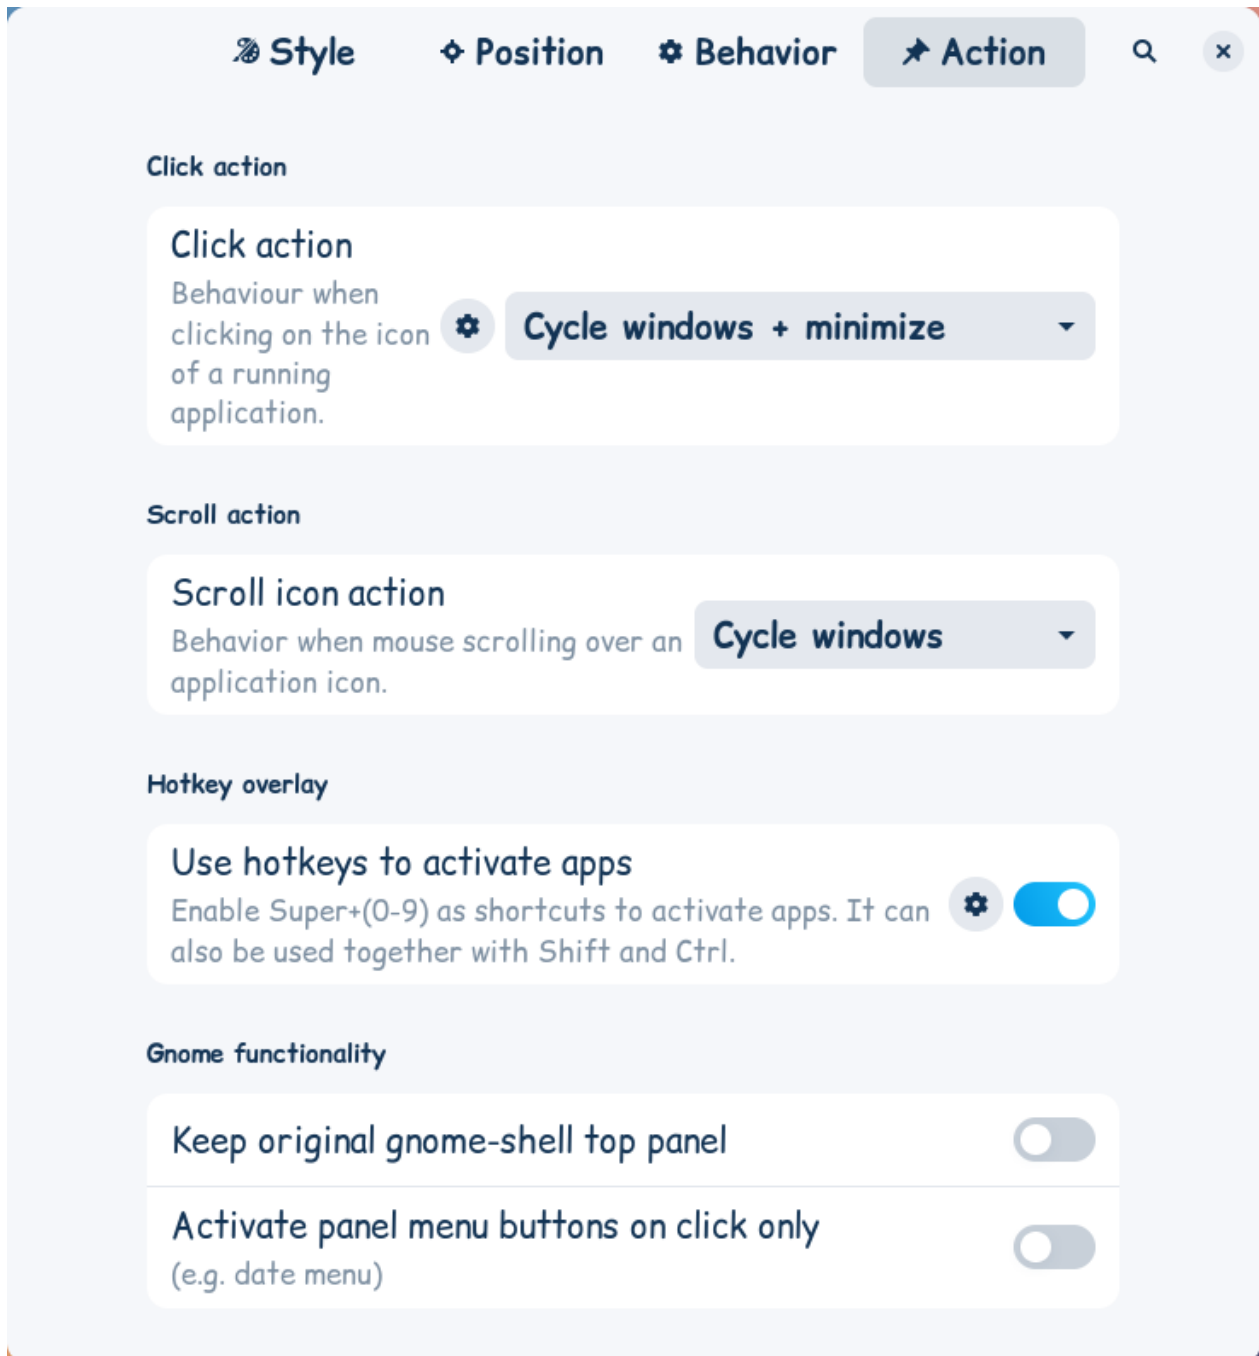 Style Position Behavior Action
Click action
Click action
Behaviour when
clicking on the icon
of a running
application.
Cycle windows + minimize
Scroll action
Scroll icon action
Behavior when mouse scrolling over an
application icon.
Cycle windows
Hotkey overlay
Use hotkeys to activate apps
Enable Super+(0-9) as shortcuts to activate apps. It can
also be used together with Shift and Ctrl.
Gnome functionality
Keep original gnome-shell top panel
Activate panel menu buttons on click only
(e.g. date menu)